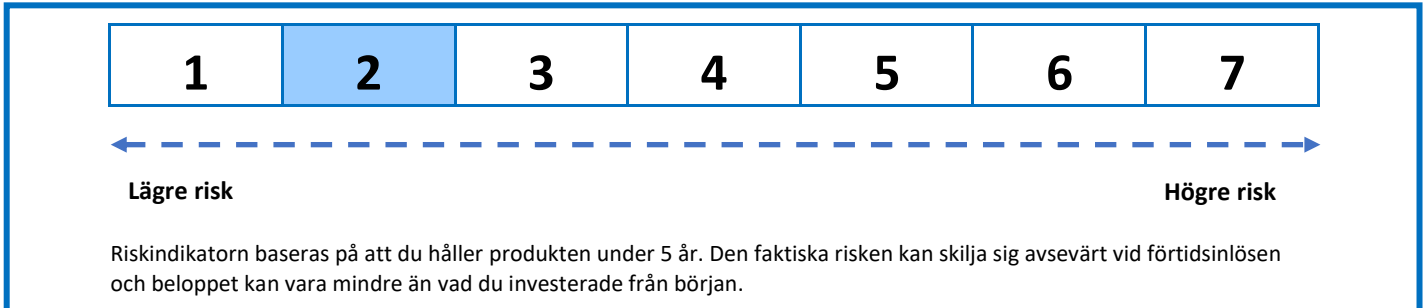 1 2 3 4 5 6 7
Lägre risk Högre risk
Riskindikatorn baseras på att du håller produkten under 5 år. Den faktiska risken kan skilja sig avsevärt vid förtidsinlösen
och beloppet kan vara mindre än vad du investerade från början.